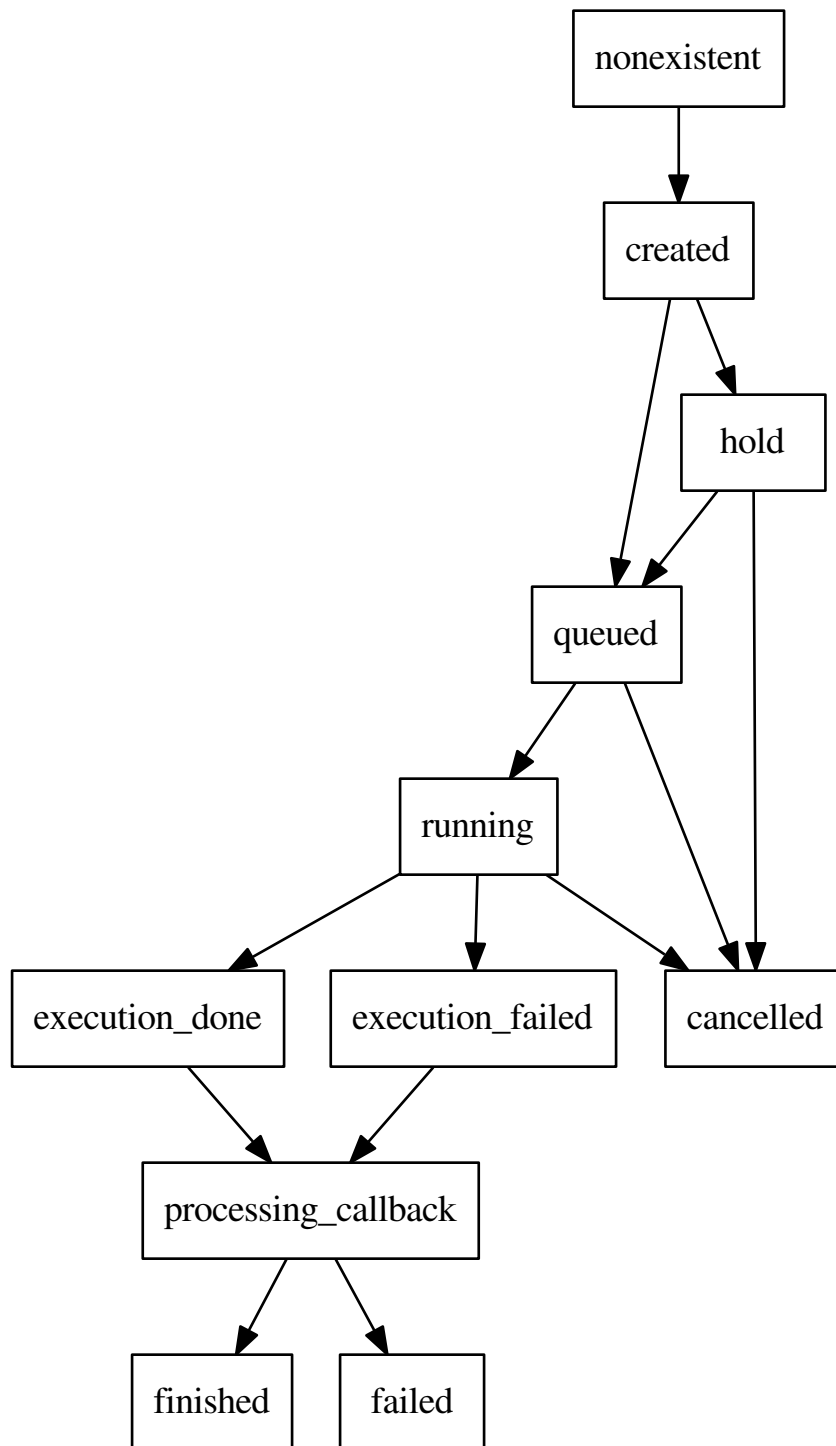 nonexistent
created
hold
queued
running
execution_done
execution_failed
cancelled
processing_callback
finished
failed